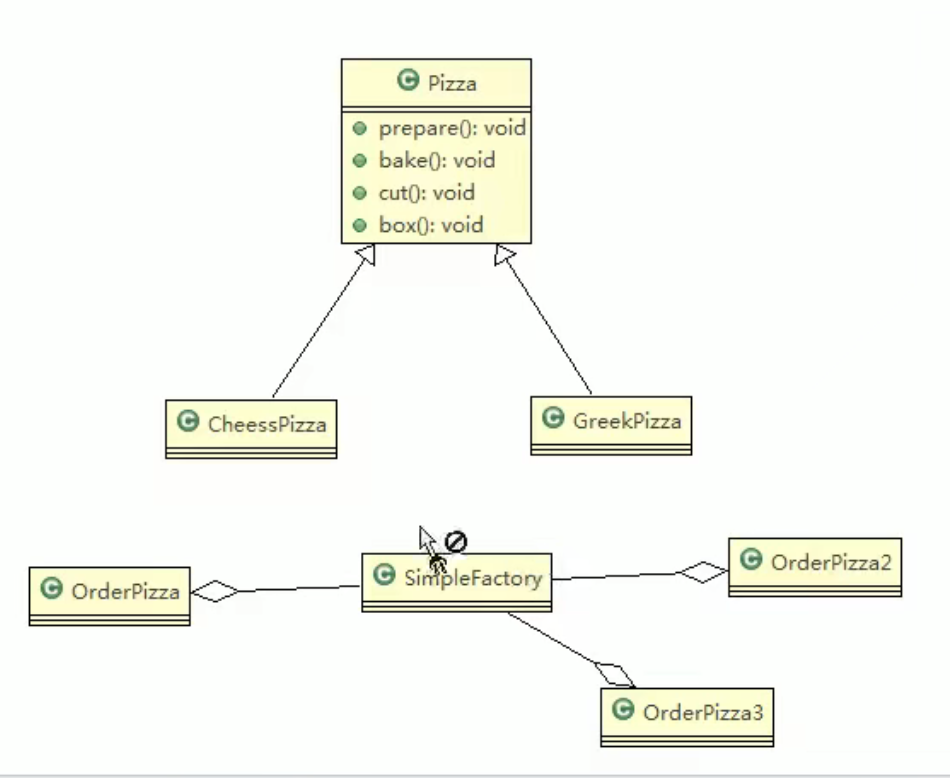 Pizza
prepare(): void
bake(): void
cut(): void
box(): void
CheessPizza
GreekPizza
OrderPizza
SimpleFactory
OrderPizza2
OrderPizza3